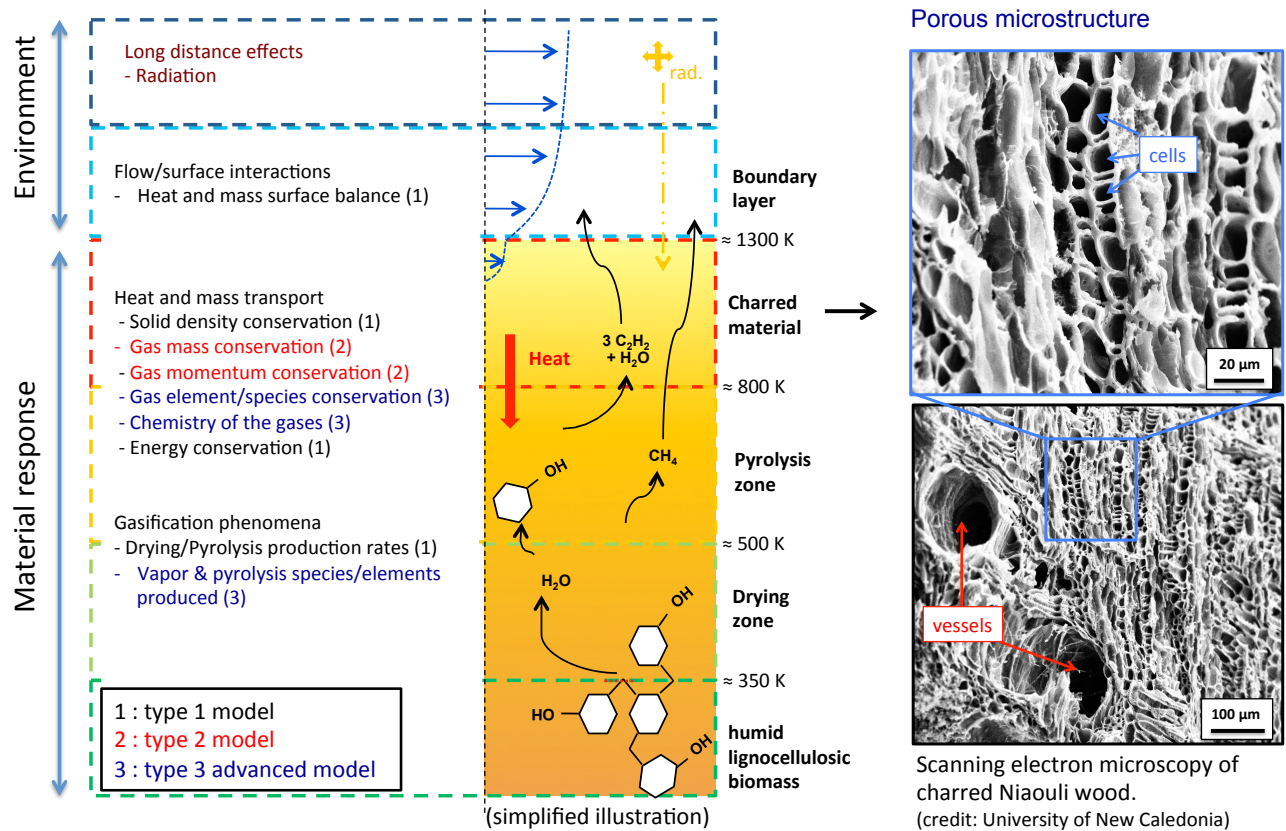 Environment
Material response
Long distance effects
- Radiation
Flow/surface interactions
- Heat and mass surface balance (1)
Heat and mass transport
- Solid density conservation (1)
- Gas mass conservation (2)
- Gas momentum conservation (2)
- Gas element/species conservation (3)
- Chemistry of the gases (3)
- Energy conservation (1)
Gasification phenomena
- Drying/Pyrolysis production rates (1)
- Vapor & pyrolysis species/elements
produced (3)
1 : type 1 model
2 : type 2 model
3 : type 3 advanced model
rad.
Heat
3 C₂H₂
+ H₂O
CH₄
OH
H₂O
OH
HO
OH
(simplified illustration)
Boundary
layer
≈ 1300 K
Charred
material
≈ 800 K
Pyrolysis
zone
≈ 500 K
Drying
zone
≈ 350 K
humid
lignocellulosic
biomass
Porous microstructure
cells
20 µm
vessels
100 µm
Scanning electron microscopy of
charred Niaouli wood.
(credit: University of New Caledonia)